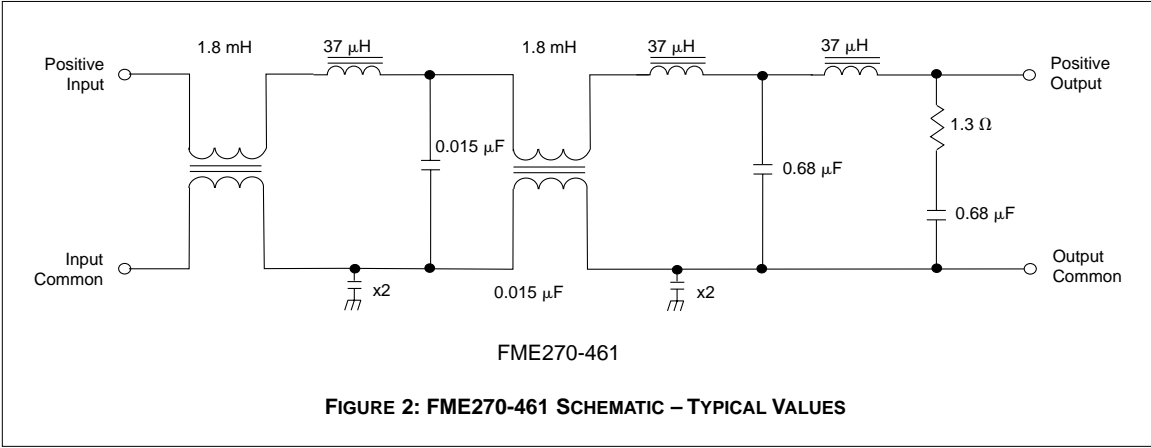 1.8 mH
37 μH
1.8 mH
37 μH
37 μH
Positive
Input
Positive
Output
1.3 Ω
0.015 μF
0.68 μF
0.68 μF
Input
Common
Output
Common
x2
0.015 μF
x2
FME270-461
FIGURE 2: FME270-461 SCHEMATIC – TYPICAL VALUES